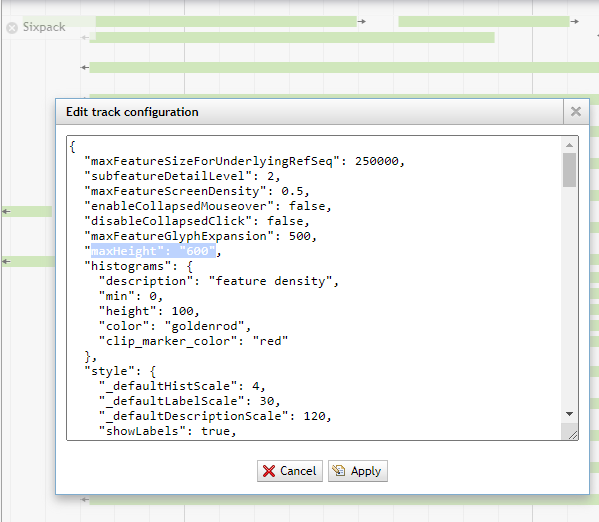 Sixpack
Edit track configuration
{
"maxFeatureSizeForUnderlyingRefSeq": 250000,
"subfeatureDetailLevel": 2,
"maxFeatureScreenDensity": 0.5,
"enableCollapsedMouseover": false,
"disableCollapsedClick": false,
"maxFeatureGlyphExpansion": 500,
"maxHeight": "600",
"histograms": {
"description": "feature density",
"min": 0,
"height": 100,
"color": "goldenrod",
"clip_marker_color": "red"
},
"style": {
"_defaultHistScale": 4,
"_defaultLabelScale": 30,
"_defaultDescriptionScale": 120,
"showLabels": true,
Cancel Apply